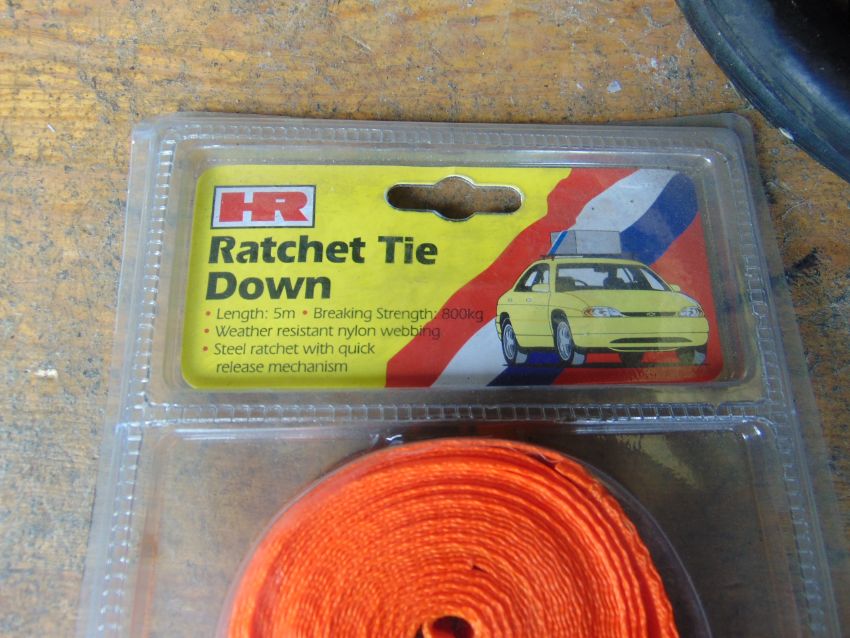 HR
Ratchet Tie
Down
• Length: 5m • Breaking Strength: 800kg
• Weather resistant nylon webbing
• Steel ratchet with quick
release mechanism